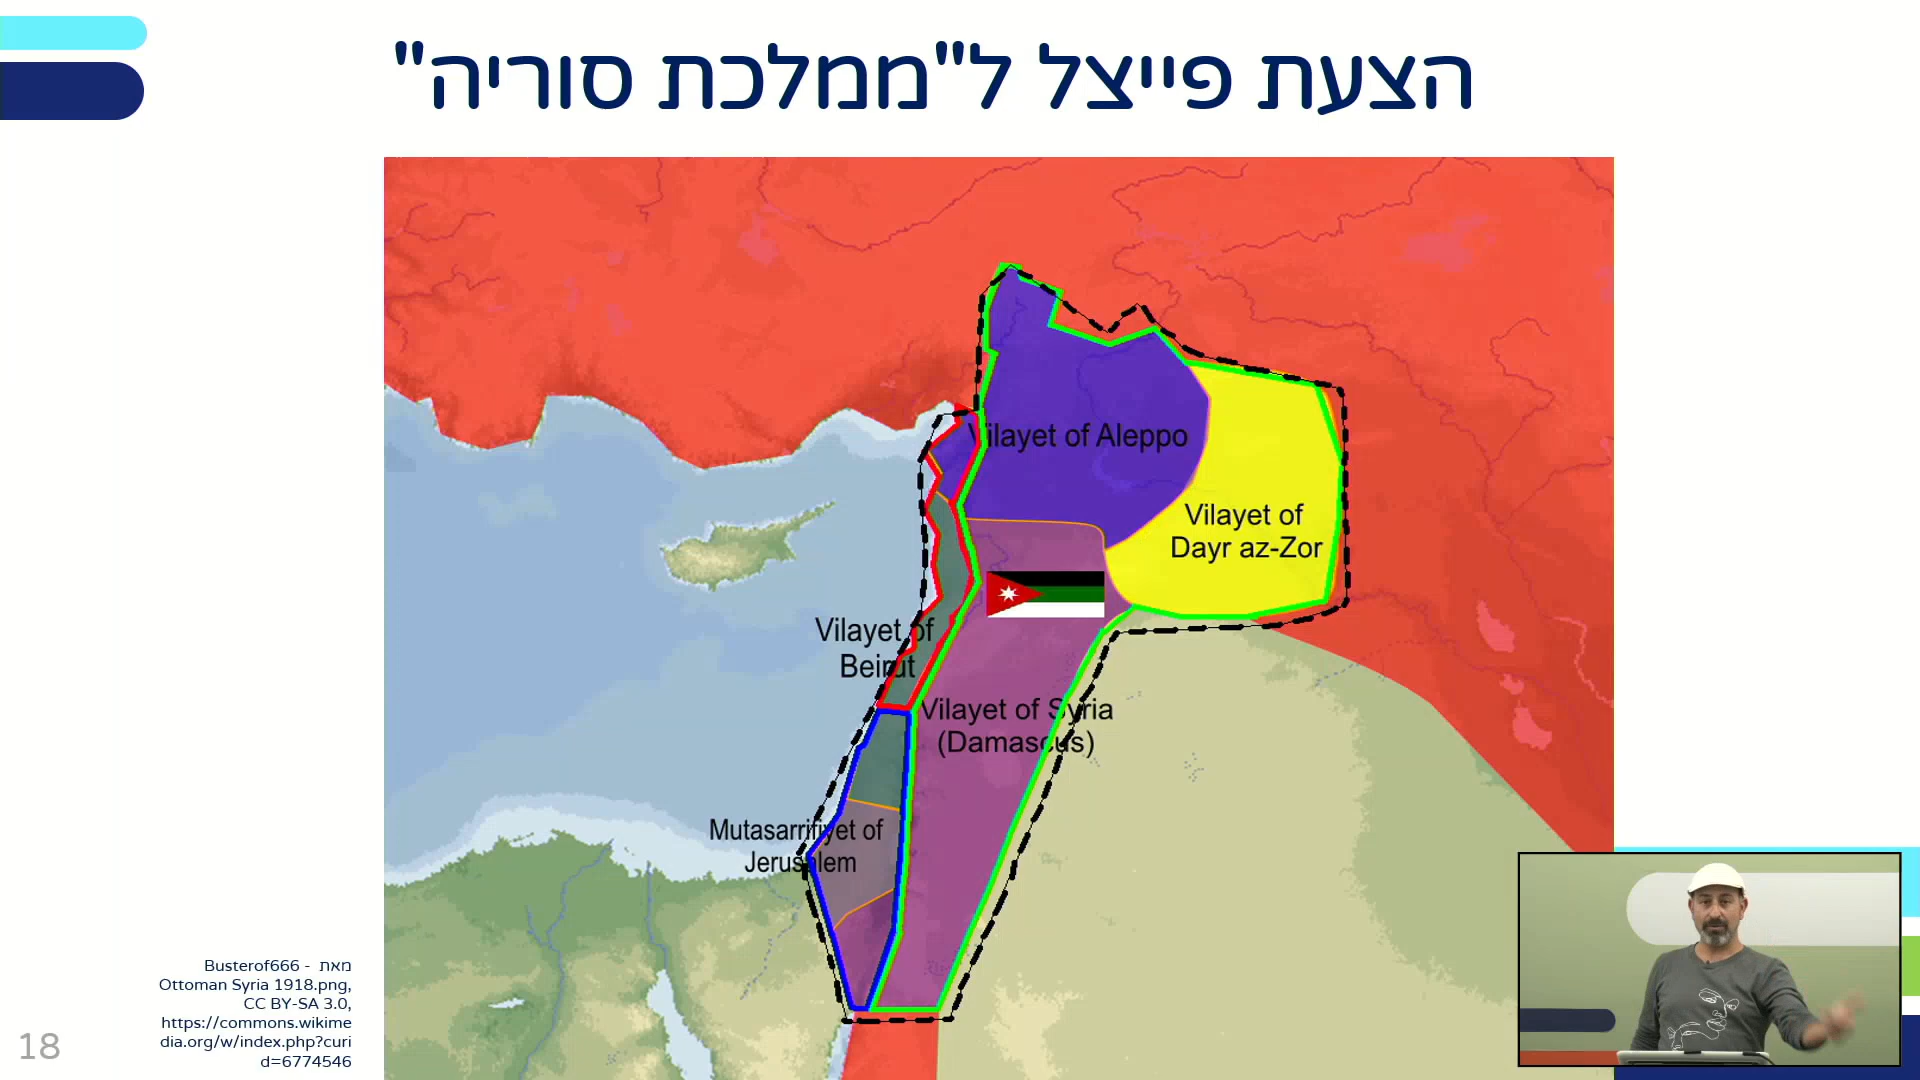 הצעת פייצל ל"ממלכת סוריה"
Vilayet of Aleppo
Vilayet of
Dayr az-Zor
Vilayet of
Beirut
Vilayet of Syria
(Damascus)
Mutasarrifiyet of
Jerusalem
מאת - Busterof666
Ottoman Syria 1918.png,
CC BY-SA 3.0,
https://commons.wikime
dia.org/w/index.php?curi
d=6774546
18